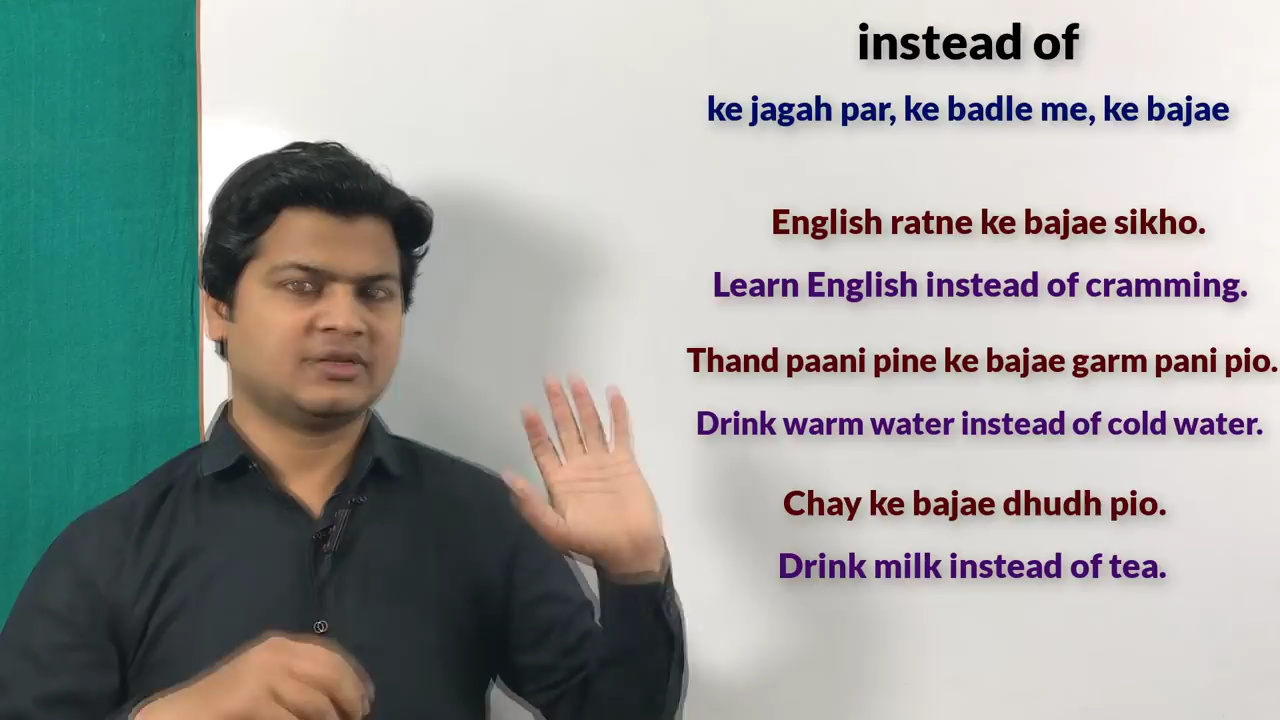 instead of
ke jagah par, ke badle me, ke bajae
English ratne ke bajae sikho.
Learn English instead of cramming.
Thand paani pine ke bajae garm pani pio.
Drink warm water instead of cold water.
Chay ke bajae dhudh pio.
Drink milk instead of tea.